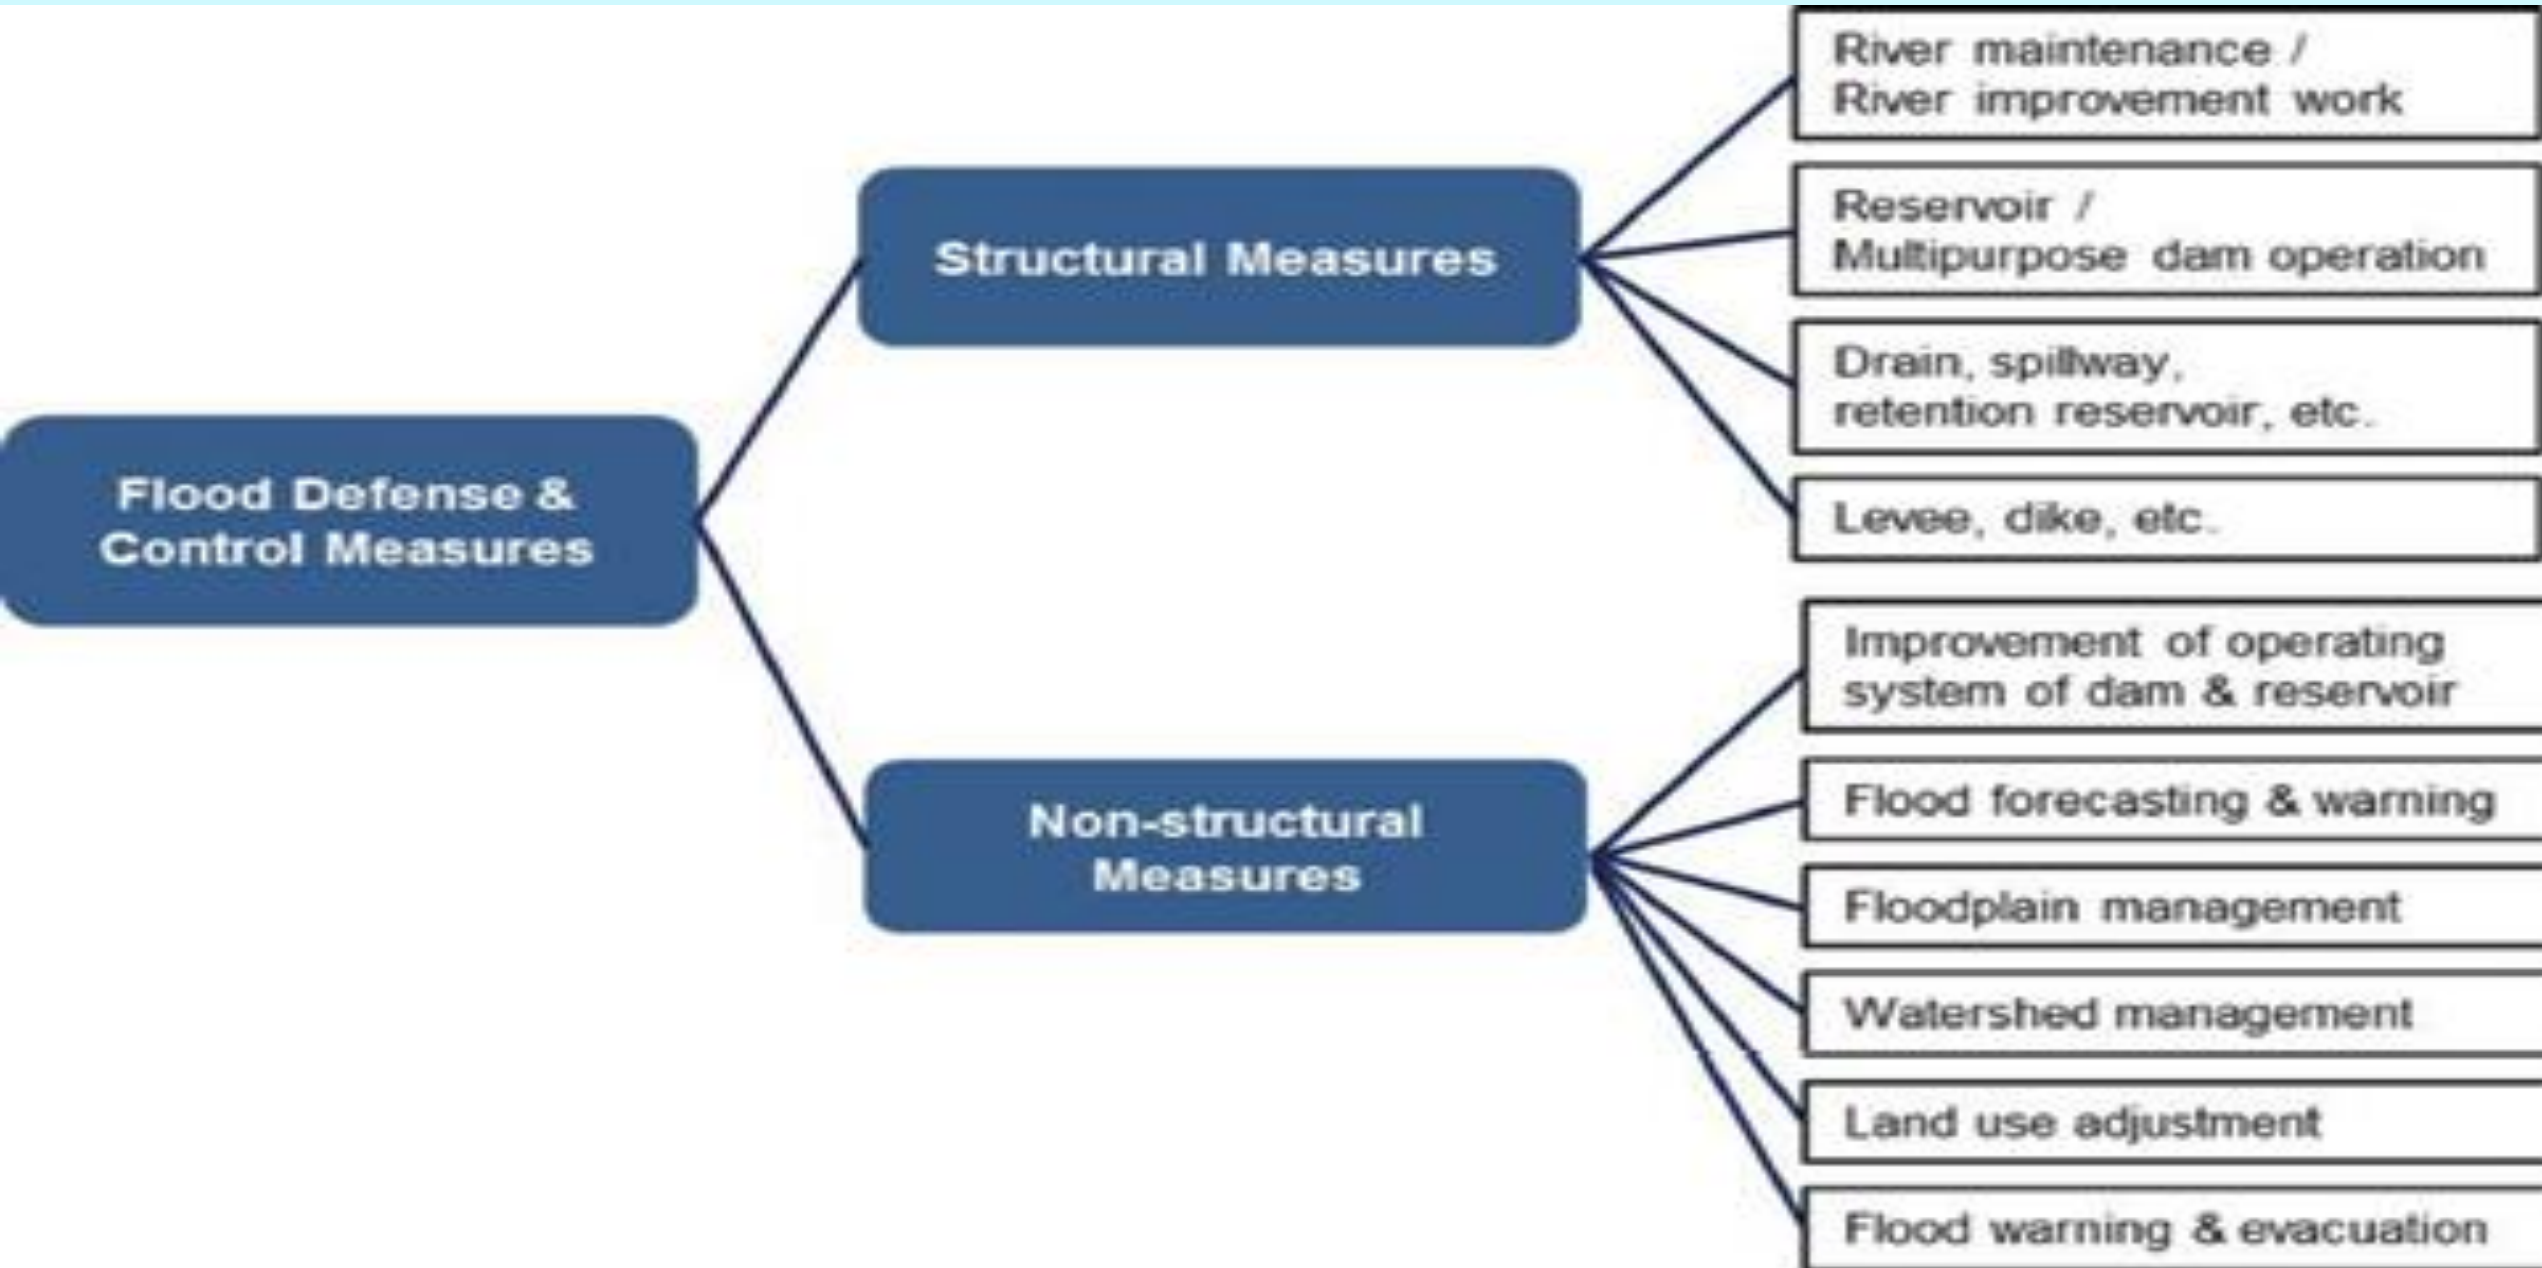 Flood Defense &
Control Measures
Structural Measures
River maintenance /
River improvement work
Reservoir /
Multipurpose dam operation
Drain, spillway,
retention reservoir, etc.
Levee, dike, etc.
Non-structural
Measures
Improvement of operating
system of dam & reservoir
Flood forecasting & warning
Floodplain management
Watershed management
Land use adjustment
Flood warning & evacuation